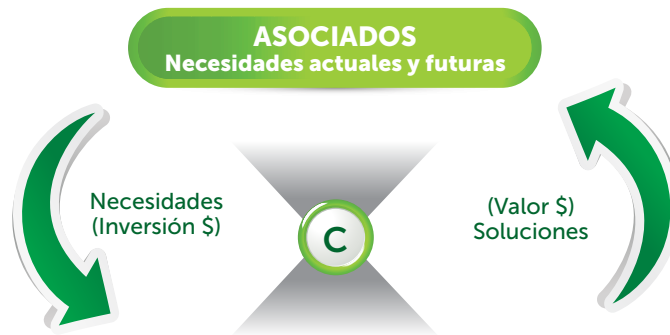 ASOCIADOS
Necesidades actuales y futuras
Necesidades
(Inversión $)
C
(Valor $)
Soluciones